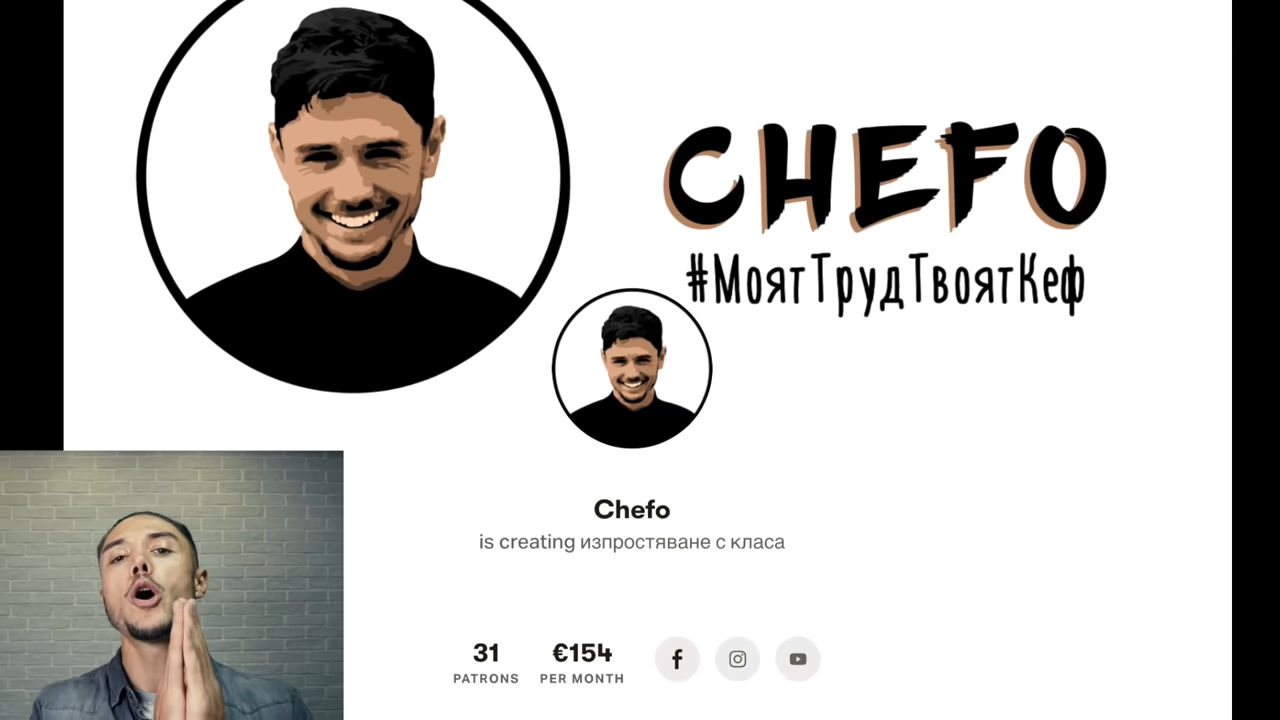 CHEFO
#МоятТрудТвоятКеф
Chefo
is creating изпростяване с класа
31 €154
PATRONS PER MONTH